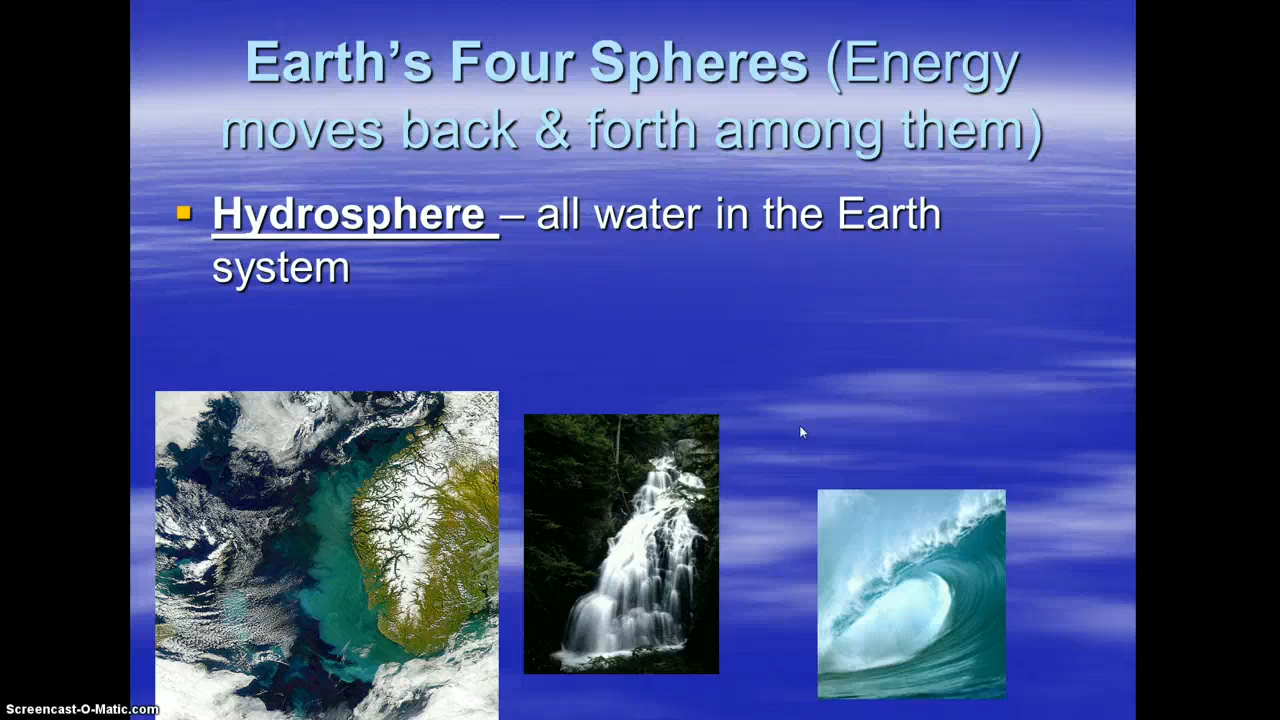 Earth’s Four Spheres (Energy
moves back & forth among them)
Hydrosphere – all water in the Earth
system
Screencast-O-Matic.com